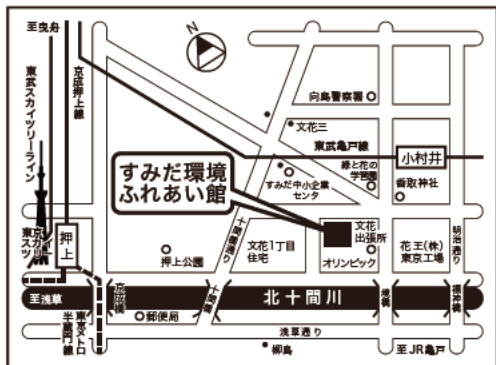 至曳舟
東武スカイツリーライン
京成押上線
N
向島警察署
文花三
東武亀戸線
小村井
緑と花の
学習園
香取神社
すみだ環境
ふれあい館
すみだ中小企業
センタ
東京スカイツリー
押上
押上公園
十間橋通り
文花1丁目
住宅
文花
出張所
オリンピック
花王(株)
東京工場
明治通り
至浅草
京成橋
十間橋
北十間川
境橋
福神橋
東京メトロ
半蔵門線
郵便局
浅草通り
柳島
至JR亀戸